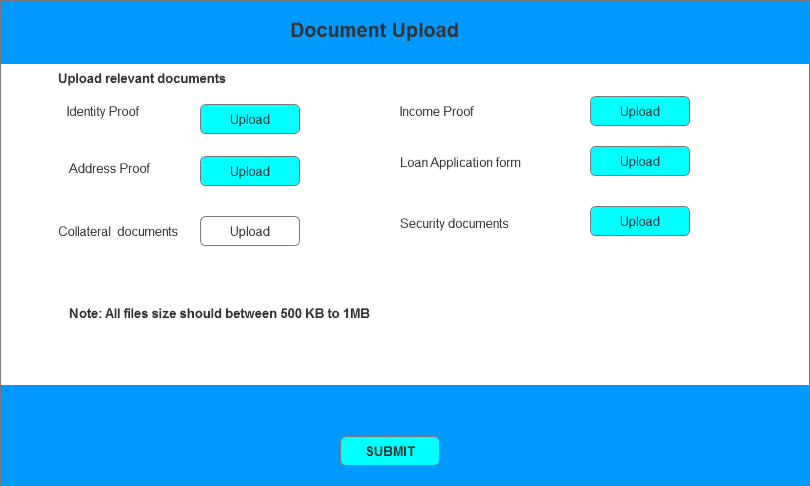 Document Upload
Upload relevant documents
Identity Proof Upload Income Proof Upload
Address Proof Upload Loan Application form Upload
Collateral documents Upload Security documents Upload
Note: All files size should between 500 KB to 1MB
SUBMIT